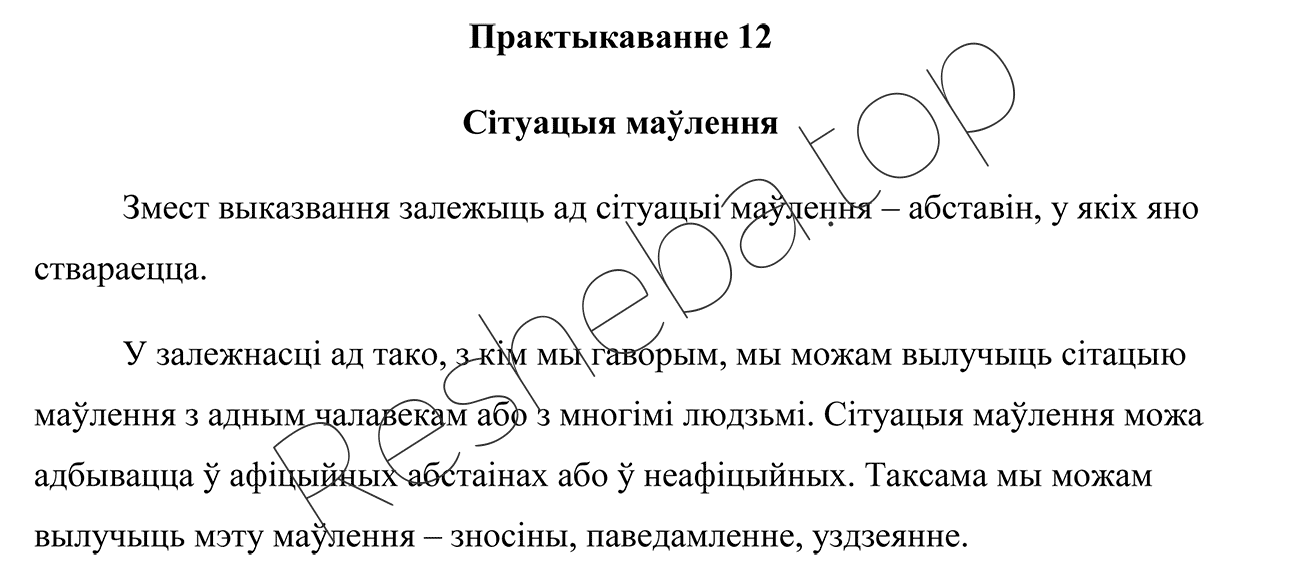 Практыкаванне 12
Сітуацыя маўлення
Змест выказвання залежыць ад сітуацыі маўлення – абставін, у якіх яно
ствараецца.
У залежнасці ад тако, з кім мы гаворым, мы можам вылучыць сітацыю
маўлення з адным чалавекам або з многімі людзьмі. Сітуацыя маўлення можа
адбывацца ў афіцыйных абстаінах або ў неафіцыйных. Таксама мы можам
вылучыць мэту маўлення – зносіны, паведамленне, уздзеянне.
Resheba.top